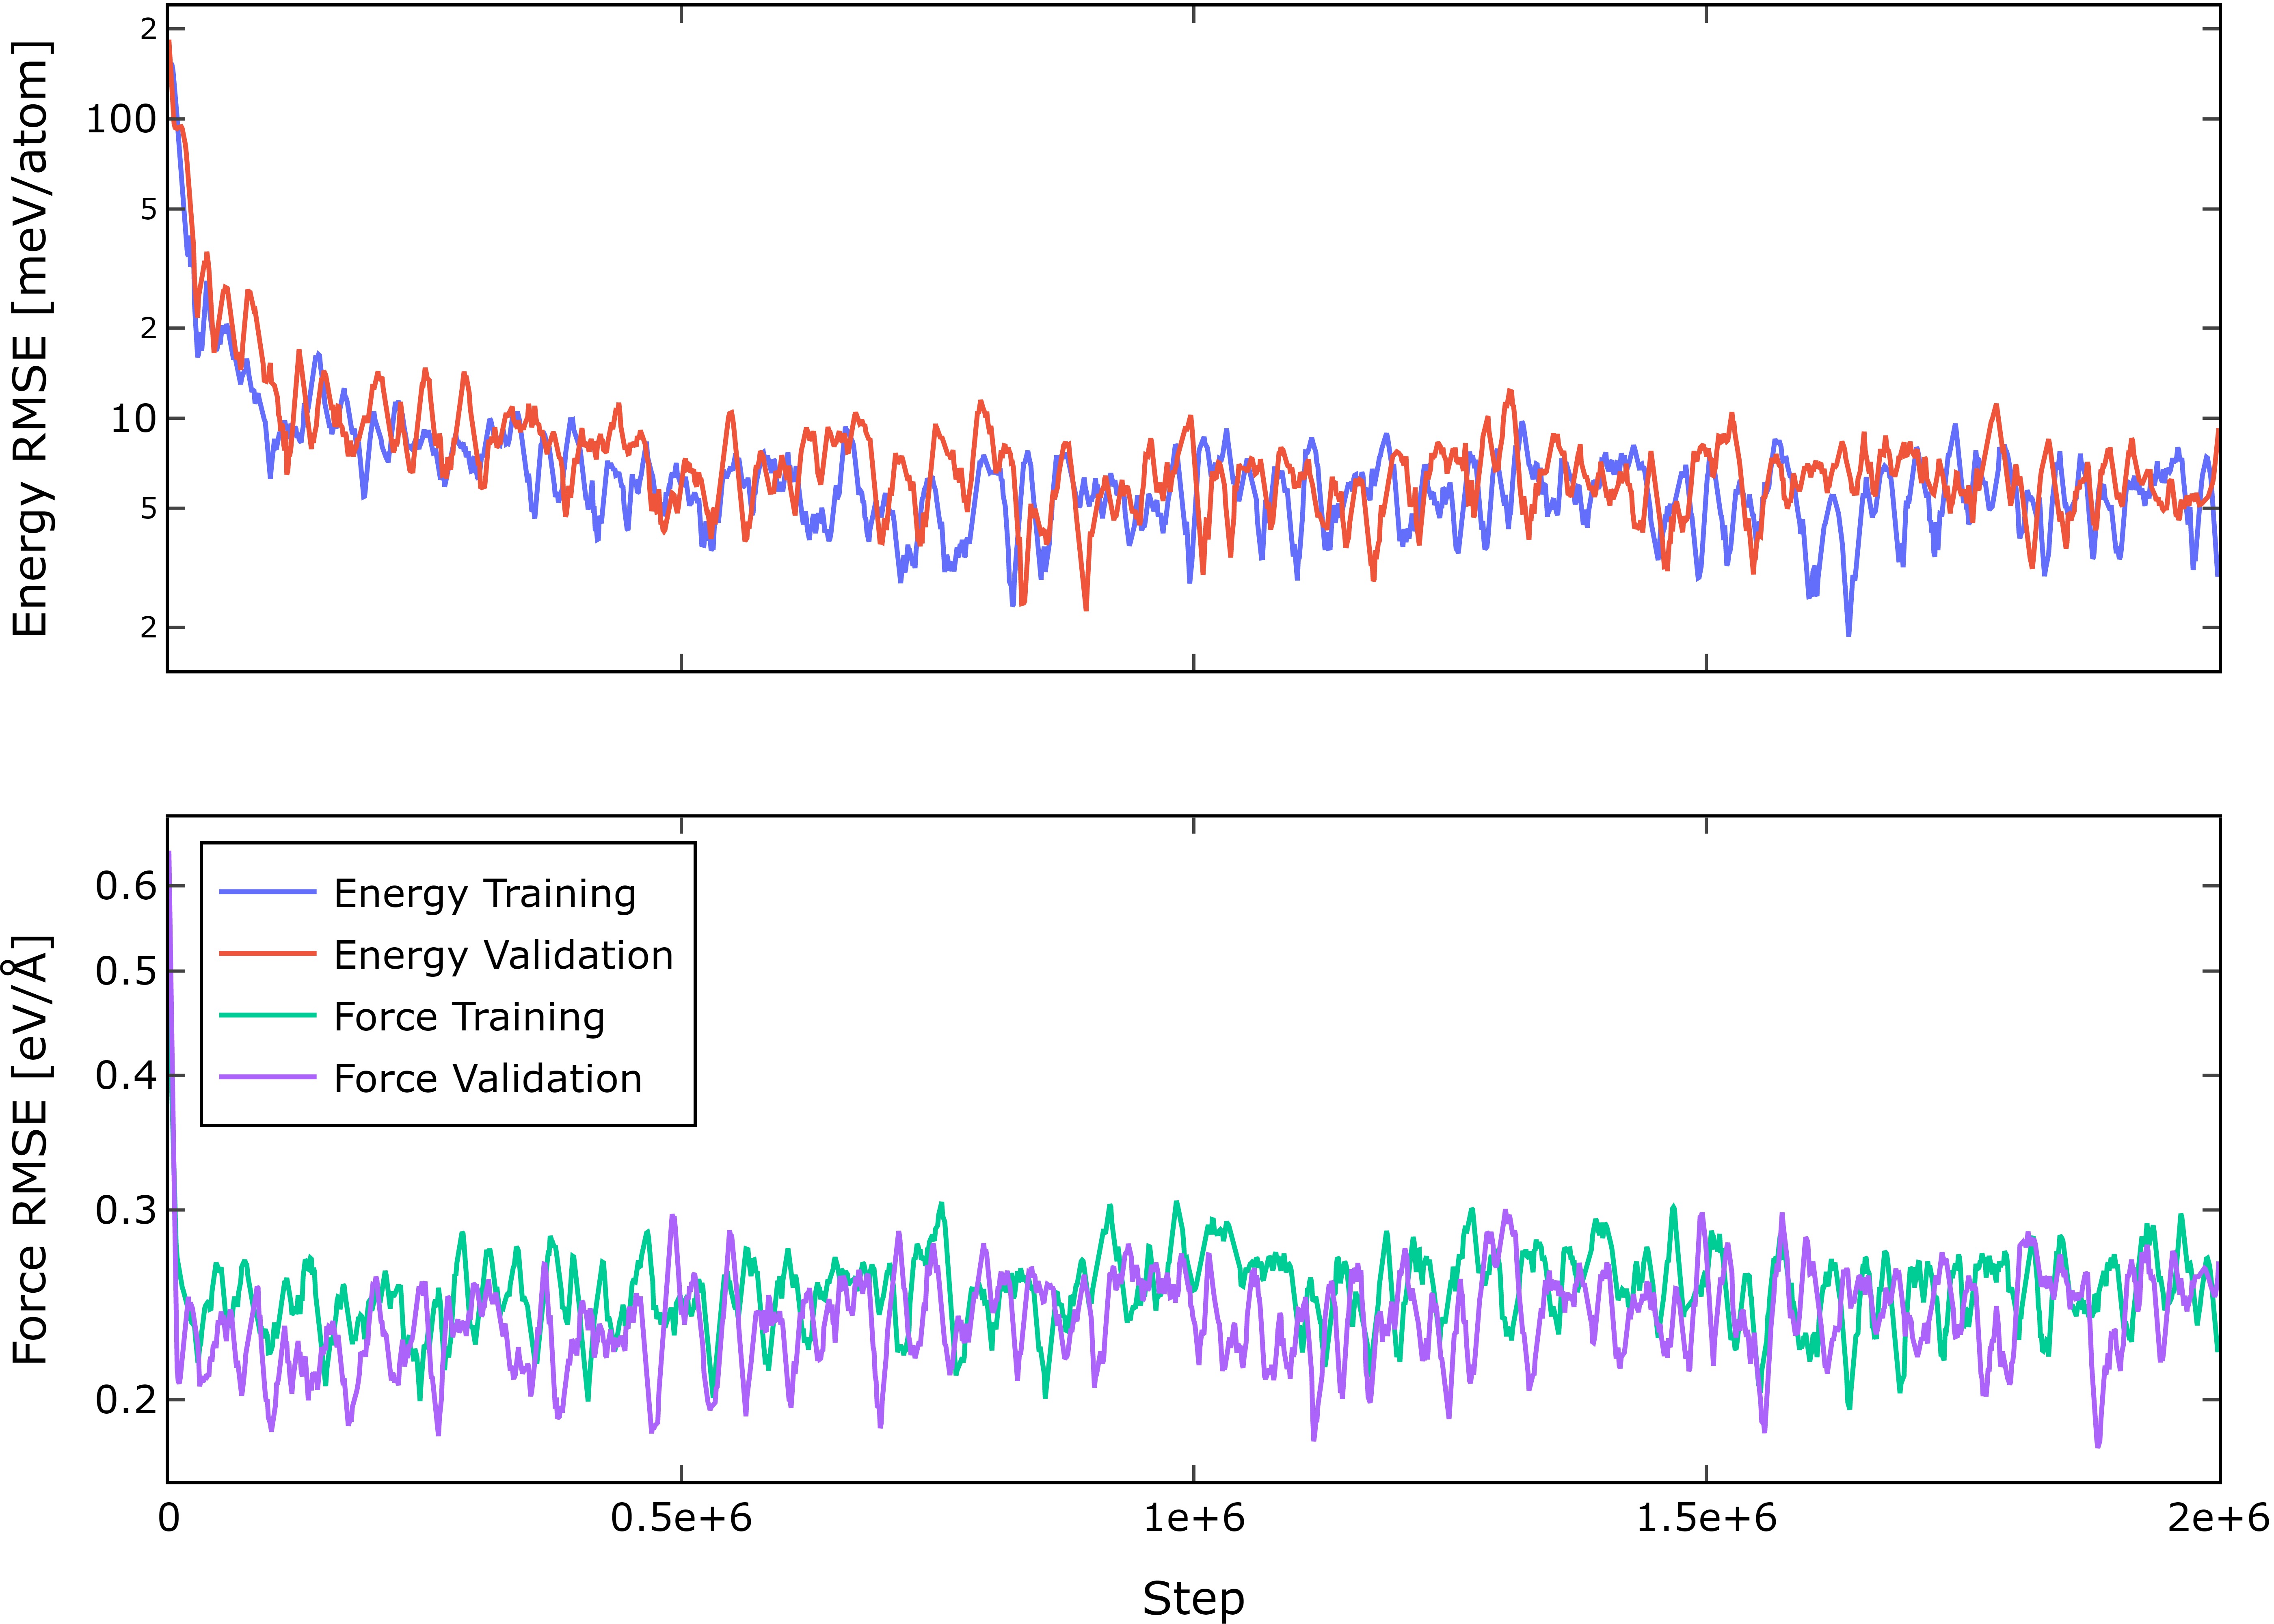 Energy RMSE [meV/atom]
2
100
5
2
10
5
2
Force RMSE [eV/Å]
0.6
0.5
0.4
0.3
0.2
Energy Training
Energy Validation
Force Training
Force Validation
0 0.5e+6 1e+6 1.5e+6 2e+6
Step